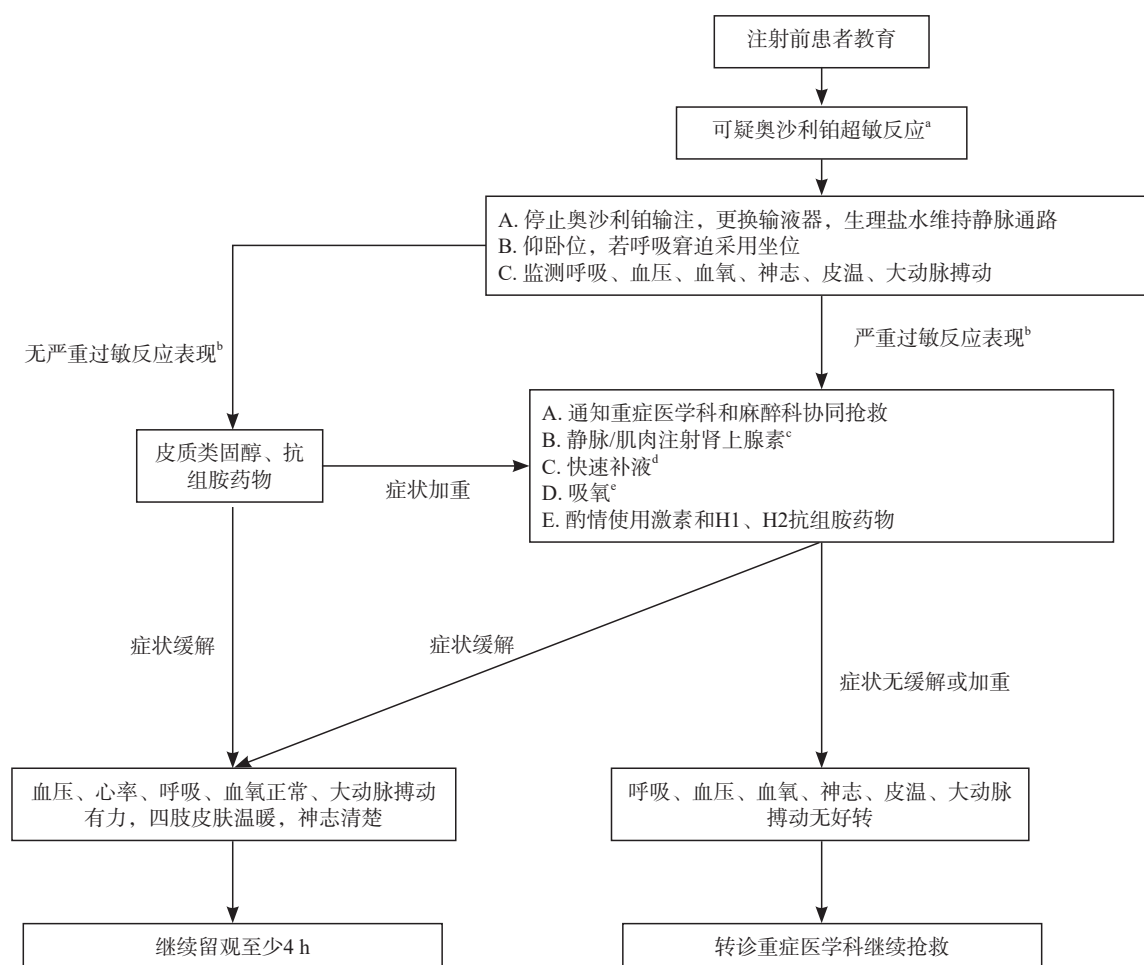 注射前患者教育
可疑奥沙利铂超敏反应a
A. 停止奥沙利铂输注，更换输液器，生理盐水维持静脉通路
B. 仰卧位，若呼吸窘迫采用坐位
C. 监测呼吸、血压、血氧、神志、皮温、大动脉搏动
无严重过敏反应表现b
严重过敏反应表现b
皮质类固醇、抗
组胺药物
症状加重
A. 通知重症医学科和麻醉科协同抢救
B. 静脉/肌肉注射肾上腺素c
C. 快速补液d
D. 吸氧e
E. 酌情使用激素和H1、H2抗组胺药物
症状缓解
症状缓解
症状无缓解或加重
血压、心率、呼吸、血氧正常、大动脉搏动
有力，四肢皮肤温暖，神志清楚
呼吸、血压、血氧、神志、皮温、大动脉
搏动无好转
继续留观至少4 h
转诊重症医学科继续抢救